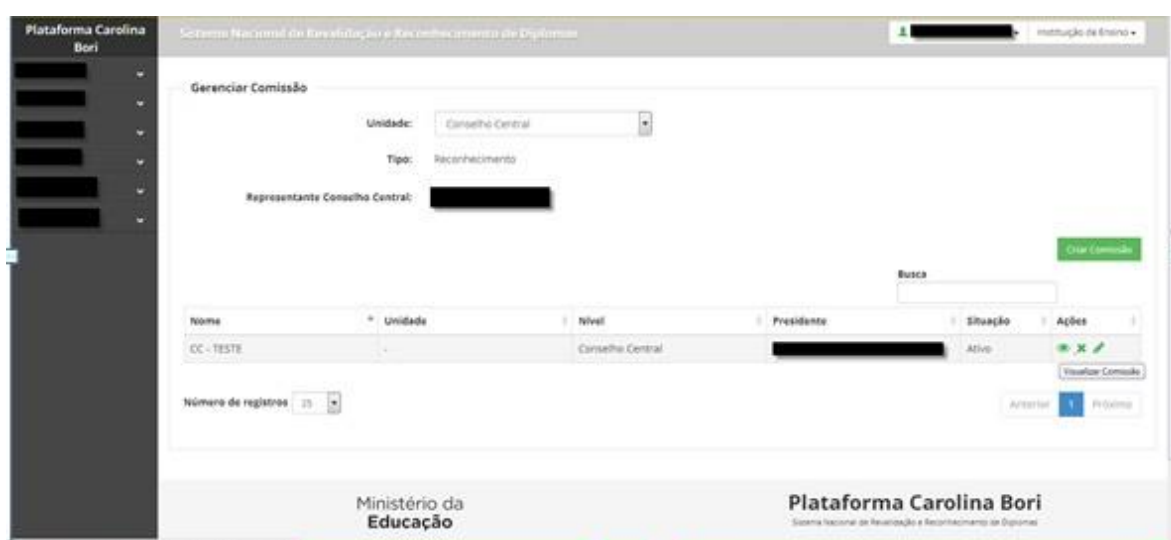 Plataforma Carolina
Bori
Sistema Nacional de Revalidação e Reconhecimento de Diplomas
Instituição de Ensino
Gerenciar Comissão
Unidade: Conselho Central
Tipo: Reconhecimento
Representante Conselho Central:
Criar Comissão
Busca
Nome Unidade Nível Presidente Situação Ações
CC - TESTE - Conselho Central Ativo
Visualizar Comissão
Número de registros 25
Anterior 1 Próximo
Ministério da
Educação
Plataforma Carolina Bori
Sistema Nacional de Revalidação e Reconhecimento de Diplomas